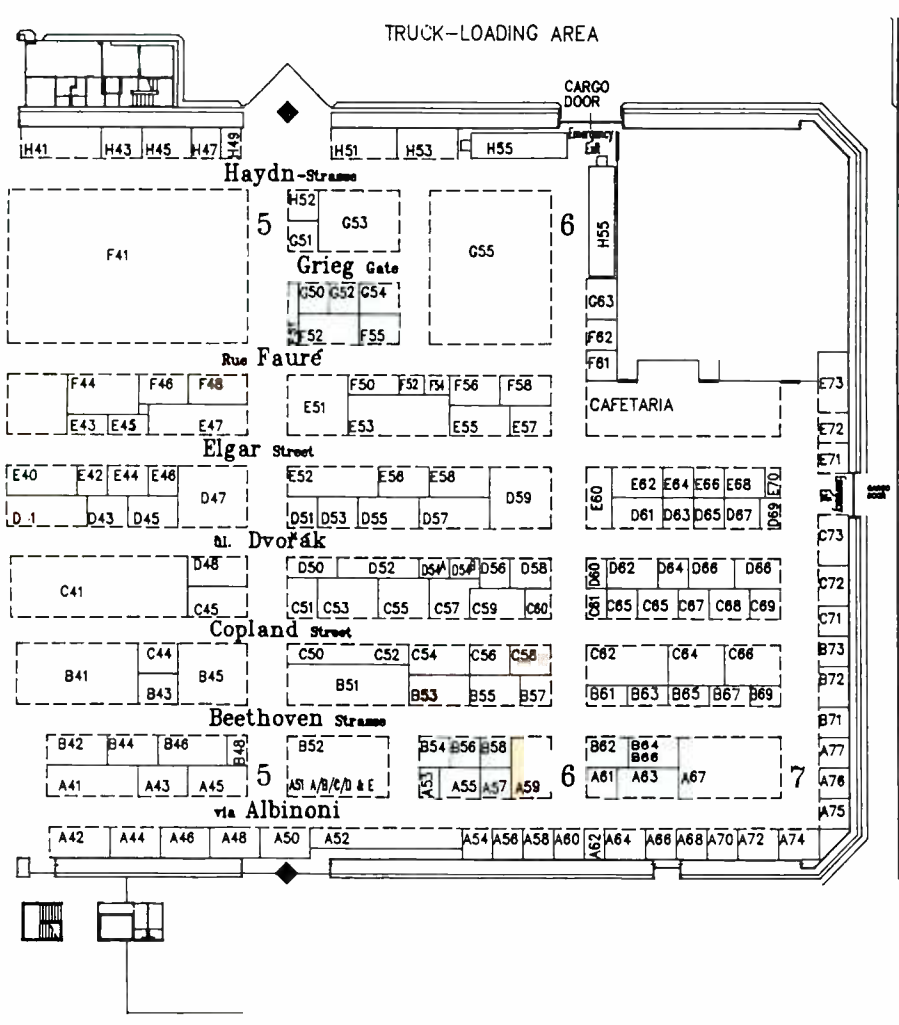 TRUCK-LOADING AREA
CARGO
DOOR
Emergency
Exit
H41 H43 H45 H47 H49 H51 H53 H55
Haydn-Strasse
5 H52 G53 6 H55
G51
F41 G55
Grieg Gate
G50 G52 G54 G63
F52 F55 F62
Rue Fauré F61
F44 F46 F48 F50 F52 F54 F56 F58 E73
E51 CAFETARIA
E43 E45 E47 E53 E55 E57 E72
Elgar Street E71
E40 E42 E44 E46 E52 E56 E58 E62 E64 E66 E68 E70
D47 D59 E60 CARGO
DOOR
D 1 D43 D45 D51 D53 D55 D57 D61 D63 D65 D67 D69
Dvořák C73
D48 D50 D52 D54A D54B D56 D58 D60 D62 D64 D66 D66
C41 C72
C45 C51 C53 C55 C57 C59 C60 C61 C65 C65 C67 C68 C69 C71
Copland Street
C44 C50 C52 C54 C56 C58 C62 C64 C66 B73
B41 B45 B51 B72
B43 B53 B55 B57 B61 B63 B65 B67 B69
Beethoven Strasse B71
B42 B44 B46 B48 B52 B54 B56 B58 B62 B64 A77
B66
A41 A43 A45 5 A51 A/B/C/D & E A53 A55 A57 A59 6 A61 A63 A67 7 A76
via Albinoni A75
A42 A44 A46 A48 A50 A52 A54 A56 A58 A60 A62 A64 A66 A68 A70 A72 A74